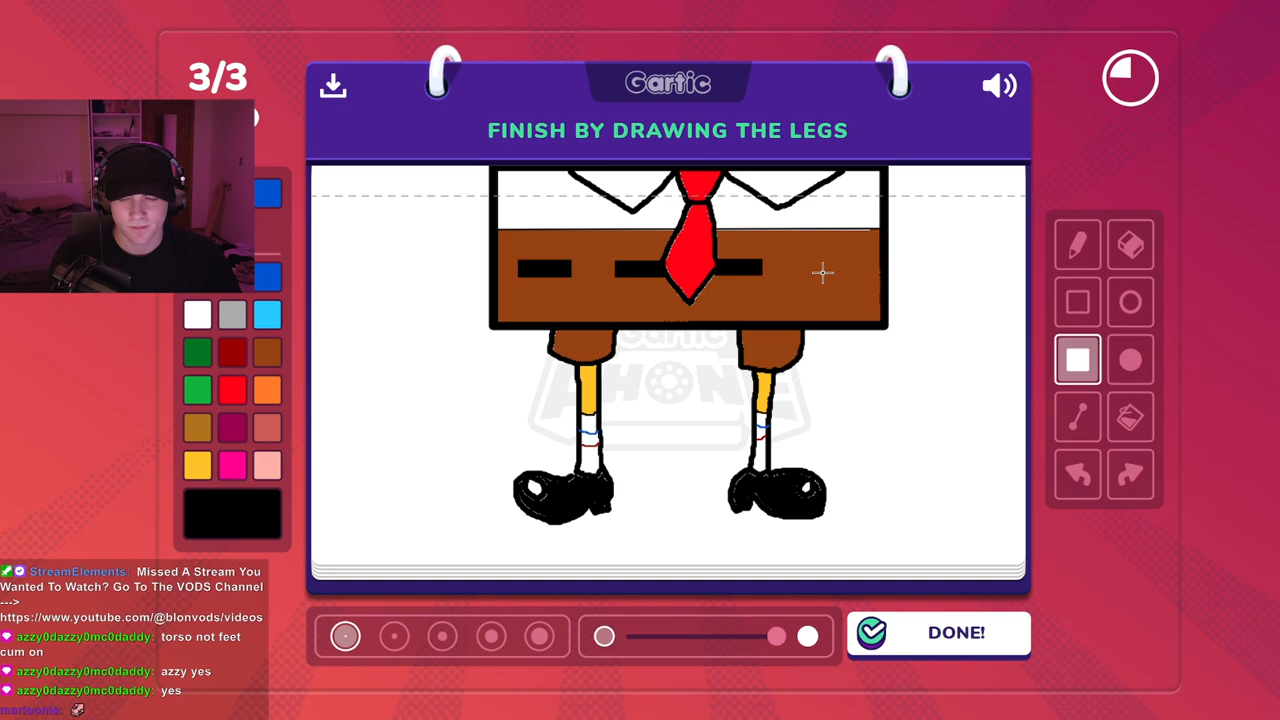 3/3
Gartic
FINISH BY DRAWING THE LEGS
Gartic
PHONE
StreamElements: Missed A Stream You
Wanted To Watch? Go To The VODS Channel
--->
https://www.youtube.com/@blonvods/videos
azzy0dazzy0mc0daddy: torso not feet
cum on
azzy0dazzy0mc0daddy: azzy yes
azzy0dazzy0mc0daddy: yes
DONE!